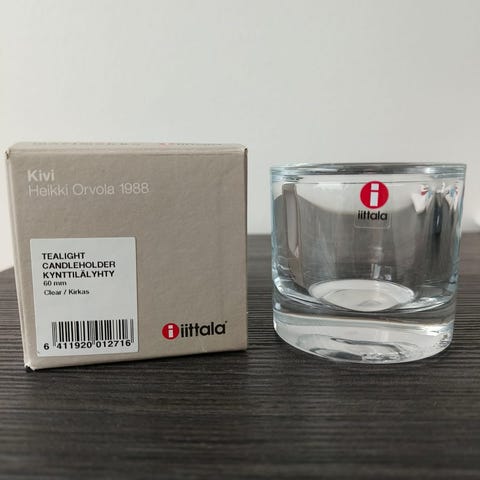 Kivi
Heikki Orvola 1988
TEALIGHT
CANDLEHOLDER
KYNTTILÄLYHTY
60 mm
Clear / Kirkas
6 411920 012716
iittala
i
iittala